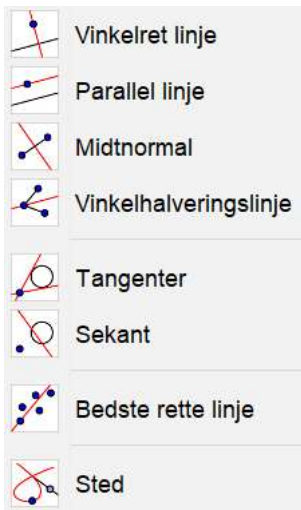 Vinkelret linje
Parallel linje
Midtnormal
Vinkelhalveringslinje
Tangenter
Sekant
Bedste rette linje
Sted